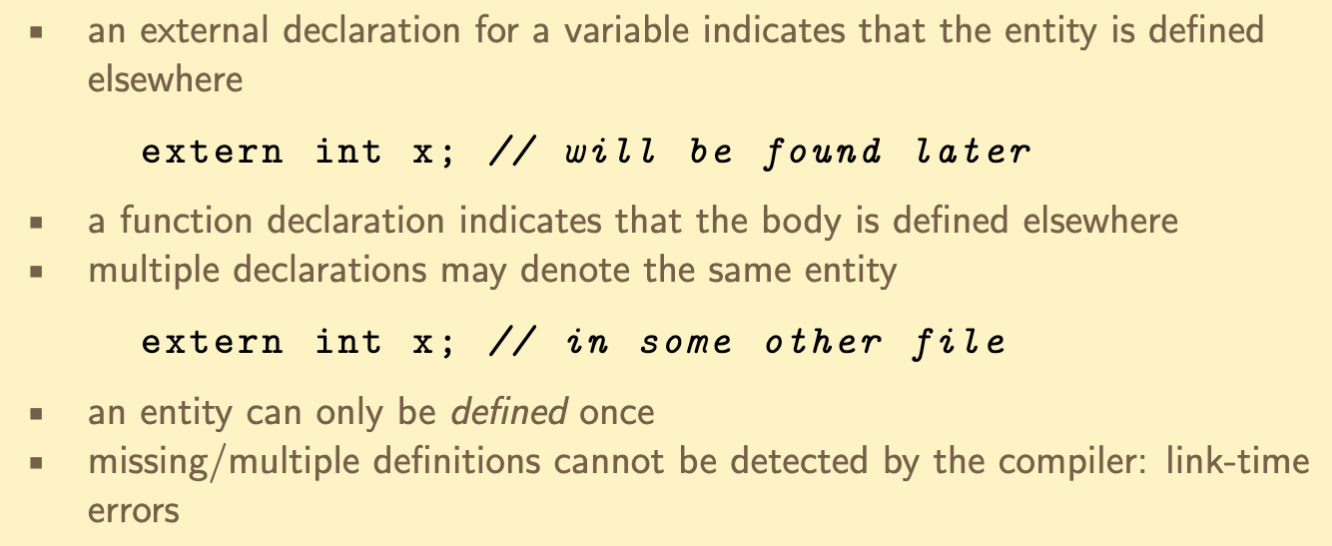 ▪ an external declaration for a variable indicates that the entity is defined
elsewhere
extern int x; // will be found later
▪ a function declaration indicates that the body is defined elsewhere
▪ multiple declarations may denote the same entity
extern int x; // in some other file
▪ an entity can only be defined once
▪ missing/multiple definitions cannot be detected by the compiler: link-time
errors